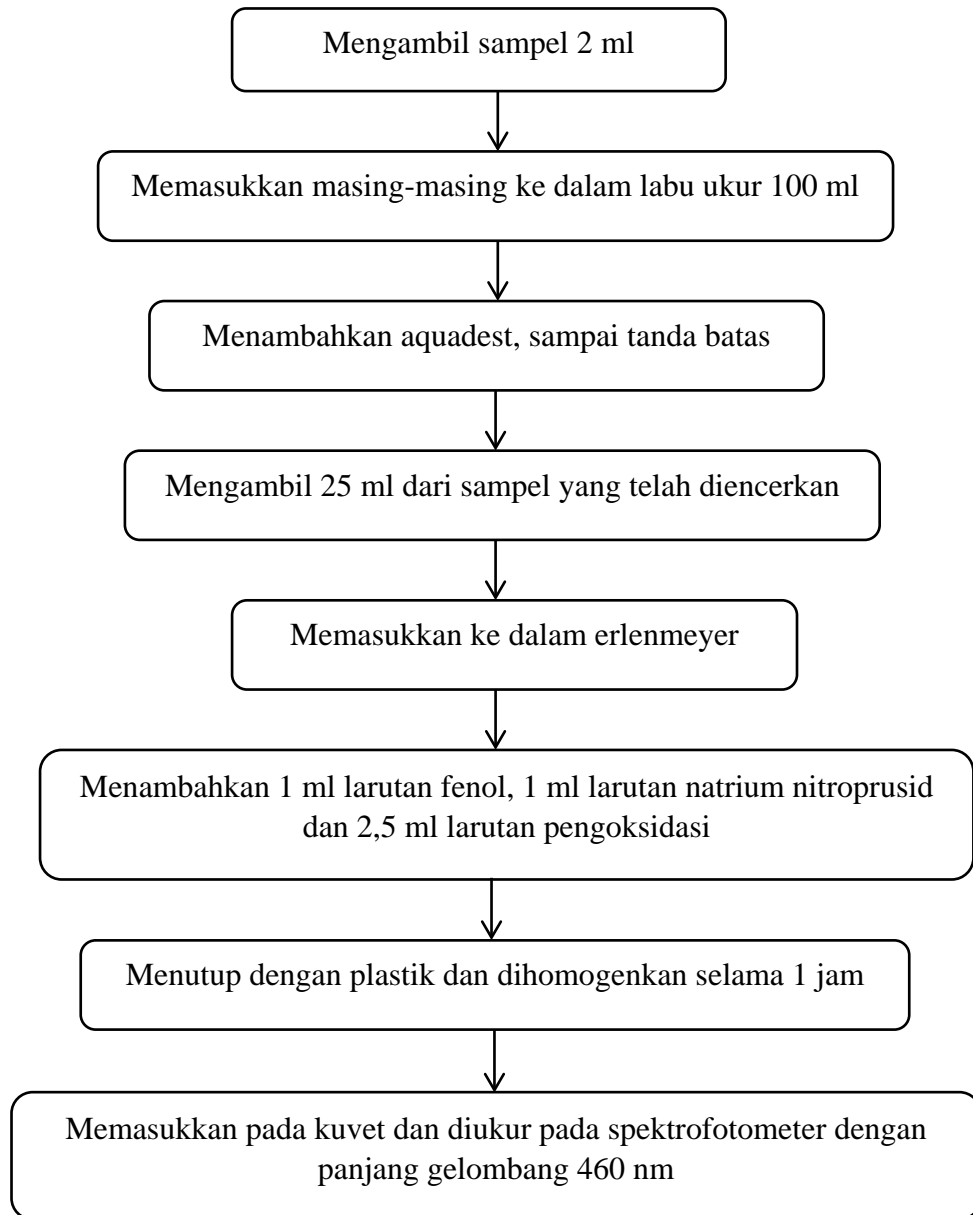 Mengambil sampel 2 ml
Memasukkan masing-masing ke dalam labu ukur 100 ml
Menambahkan aquadest, sampai tanda batas
Mengambil 25 ml dari sampel yang telah diencerkan
Memasukkan ke dalam erlenmeyer
Menambahkan 1 ml larutan fenol, 1 ml larutan natrium nitroprusid
dan 2,5 ml larutan pengoksidasi
Menutup dengan plastik dan dihomogenkan selama 1 jam
Memasukkan pada kuvet dan diukur pada spektrofotometer dengan
panjang gelombang 460 nm